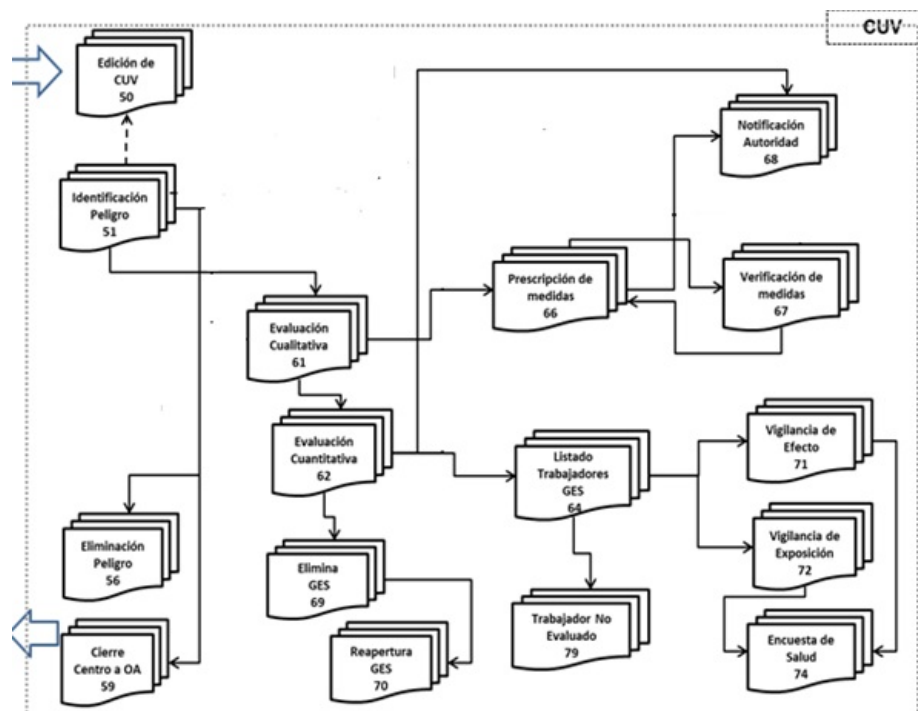 CUV
Edición de
CUV
50
Notificación
Autoridad
68
Identificación
Peligro
51
Prescripción de
medidas
66
Verificación de
medidas
67
Evaluación
Cualitativa
61
Evaluación
Cuantitativa
62
Listado
Trabajadores
GES
64
Vigilancia de
Efecto
71
Eliminación
Peligro
56
Elimina
GES
69
Vigilancia de
Exposición
72
Trabajador No
Evaluado
79
Cierre
Centro a OA
59
Reapertura
GES
70
Encuesta de
Salud
74